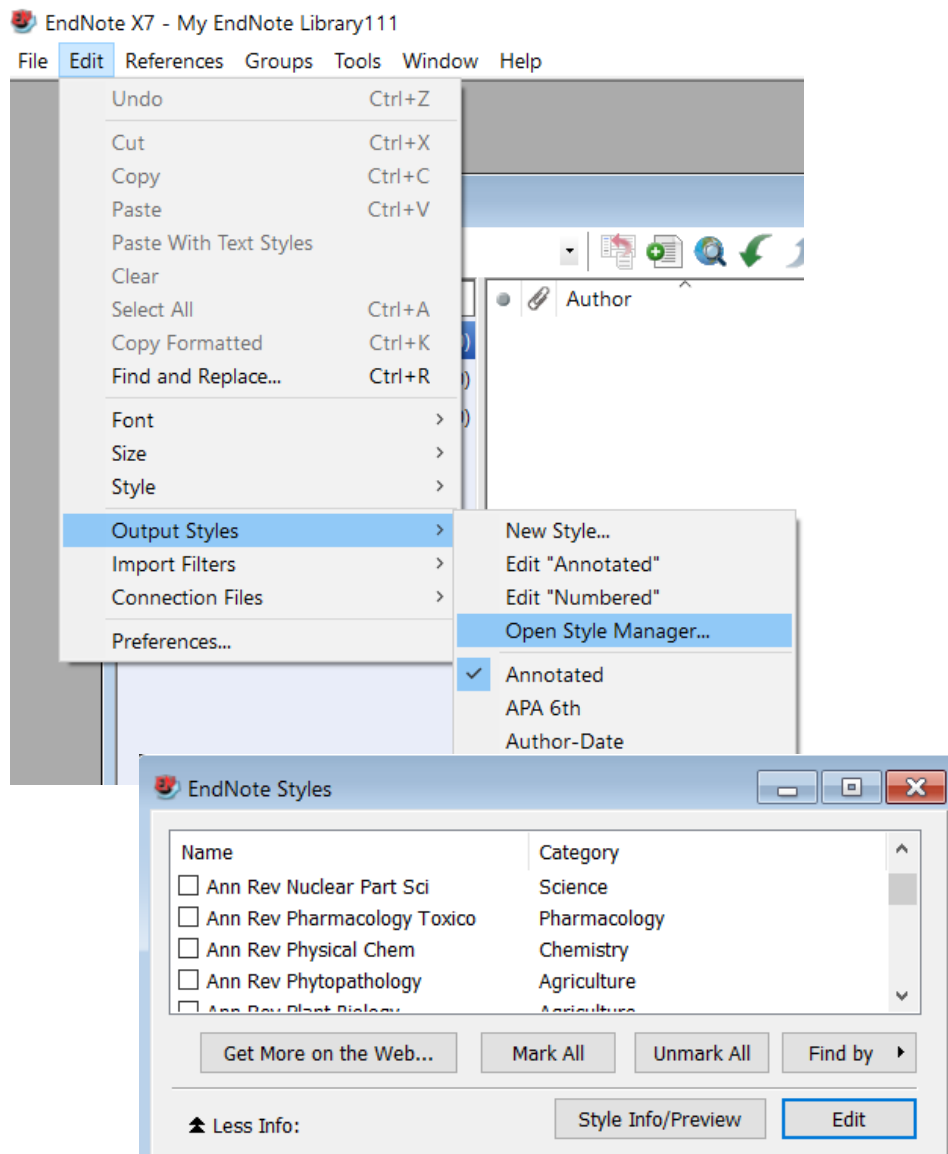 EndNote X7 - My EndNote Library111
File Edit References Groups Tools Window Help
Undo Ctrl+Z
Cut Ctrl+X
Copy Ctrl+C
Paste Ctrl+V
Paste With Text Styles
Clear
Select All Ctrl+A
Copy Formatted Ctrl+K
Find and Replace... Ctrl+R
Font
Size
Style
Output Styles
Import Filters
Connection Files
Preferences...
Author
New Style...
Edit "Annotated"
Edit "Numbered"
Open Style Manager...
Annotated
APA 6th
Author-Date
EndNote Styles
Name Category
Ann Rev Nuclear Part Sci Science
Ann Rev Pharmacology Toxico Pharmacology
Ann Rev Physical Chem Chemistry
Ann Rev Phytopathology Agriculture
Ann Rev Plant Biology Agriculture
Get More on the Web... Mark All Unmark All Find by
Less Info: Style Info/Preview Edit